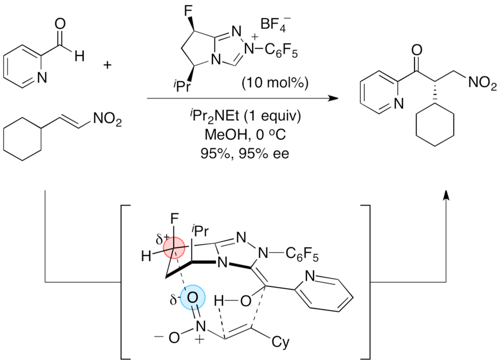 F
BF4−
O
H
N
N
N
+
N−C6F5
iPr
(10 mol%)
+
NO2
iPr2NEt (1 equiv)
MeOH, 0 ºC
95%, 95% ee
O
NO2
N
F
δ+
H
iPr
N
N−C6F5
N
N
δ-
O
H−O
−O
N
+
Cy